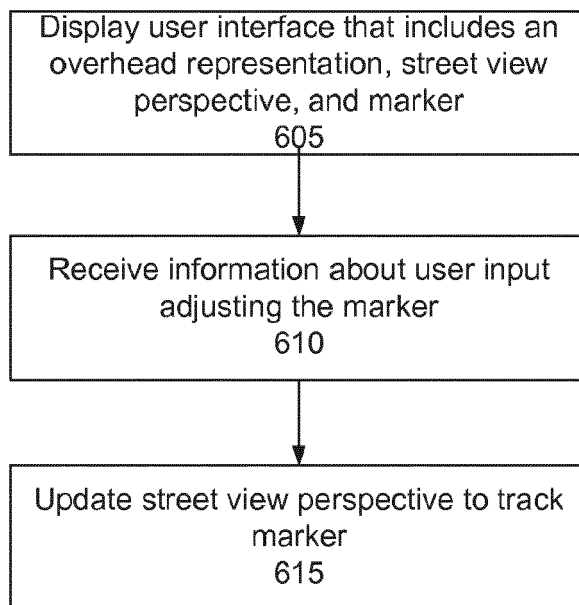 Display user interface that includes an
overhead representation, street view
perspective, and marker
605
Receive information about user input
adjusting the marker
610
Update street view perspective to track
marker
615